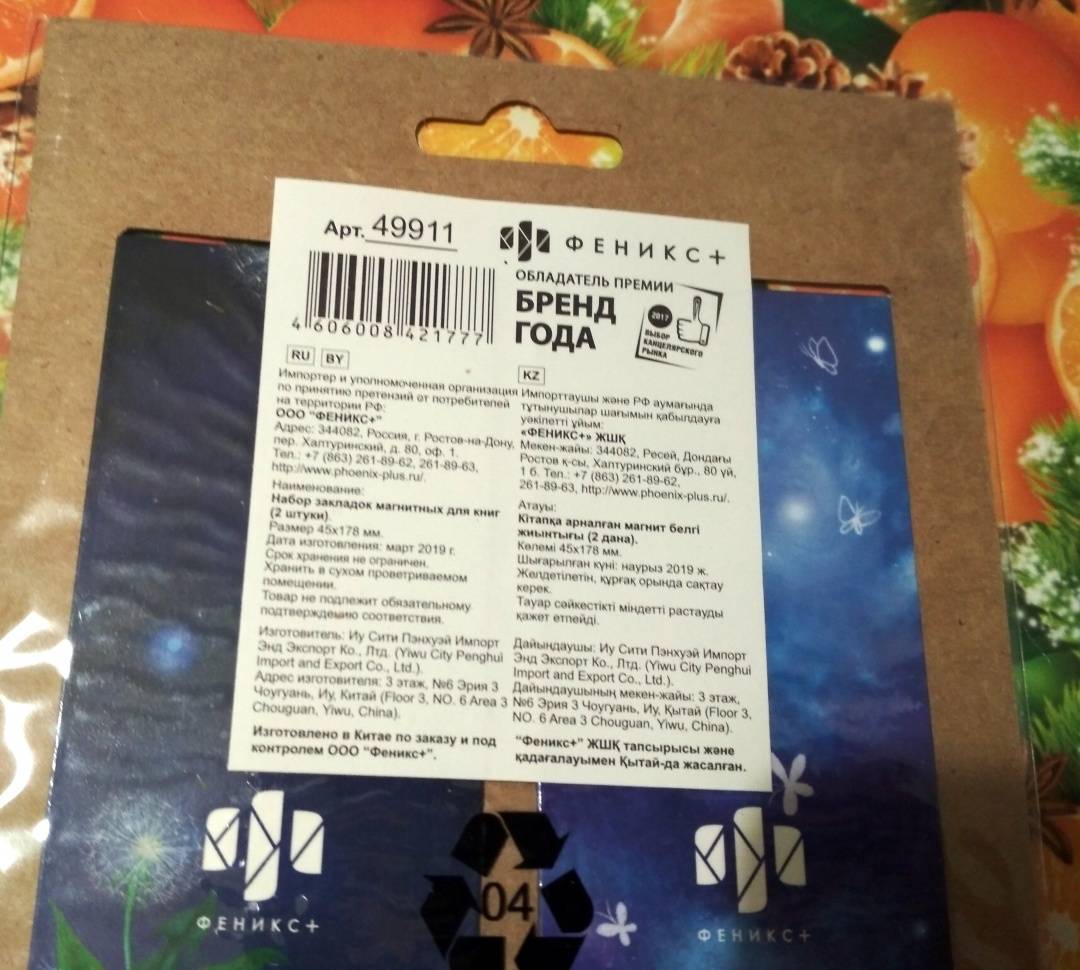 Арт. 49911
ФЕНИКС+
ОБЛАДАТЕЛЬ ПРЕМИИ
БРЕНД
ГОДА
2017
ВЫБОР
КАНЦЕЛЯРСКОГО
РЫНКА
4 606008 421777
RU BY
Импортер и уполномоченная организация
по принятию претензий от потребителей
на территории РФ:
ООО "ФЕНИКС+"
Адрес: 344082, Россия, г. Ростов-на-Дону,
пер. Халтуринский, д. 80, оф. 1.
Тел.: +7 (863) 261-89-62, 261-89-63,
http://www.phoenix-plus.ru/.
Наименование:
Набор закладок магнитных для книг
(2 штуки).
Размер 45х178 мм.
Дата изготовления: март 2019 г.
Срок хранения не ограничен.
Хранить в сухом проветриваемом
помещении.
Товар не подлежит обязательному
подтверждению соответствия.
Изготовитель: Иу Сити Пэнхуэй Импорт
Энд Экспорт Ко., Лтд. (Yiwu City Penghui
Import and Export Co., Ltd.).
Адрес изготовителя: 3 этаж, №6 Эрия 3
Чоугуань, Иу, Китай (Floor 3, NO. 6 Area 3
Chouguan, Yiwu, China).
Изготовлено в Китае по заказу и под
контролем ООО "Феникс+".
KZ
Импорттаушы және РФ аумағында
тұтынушылар шағымын қабылдауға
уәкілетті ұйым:
«ФЕНИКС+» ЖШҚ
Мекен-жайы: 344082, Ресей, Дондағы
Ростов қ-сы, Халтуринский бұр., 80 үй,
1 б. Тел.: +7 (863) 261-89-62,
261-89-63, http://www.phoenix-plus.ru/.
Атауы:
Кітапқа арналған магнит белгі
жиынтығы (2 дана).
Көлемі 45х178 мм.
Шығарылған күні: наурыз 2019 ж.
Желдетілетін, құрғақ орында сақтау
керек.
Тауар сәйкестікті міндетті растауды
қажет етпейді.
Дайындаушы: Иу Сити Пэнхуэй Импорт
Энд Экспорт Ко., Лтд. (Yiwu City Penghui
Import and Export Co., Ltd.).
Дайындаушының мекен-жайы: 3 этаж,
№6 Эрия 3 Чоугуань, Иу, Қытай (Floor 3,
NO. 6 Area 3 Chouguan, Yiwu, China).
"Феникс+" ЖШҚ тапсырысы және
қадағалауымен Қытай-да жасалған.
ФЕНИКС+
04
ФЕНИКС+